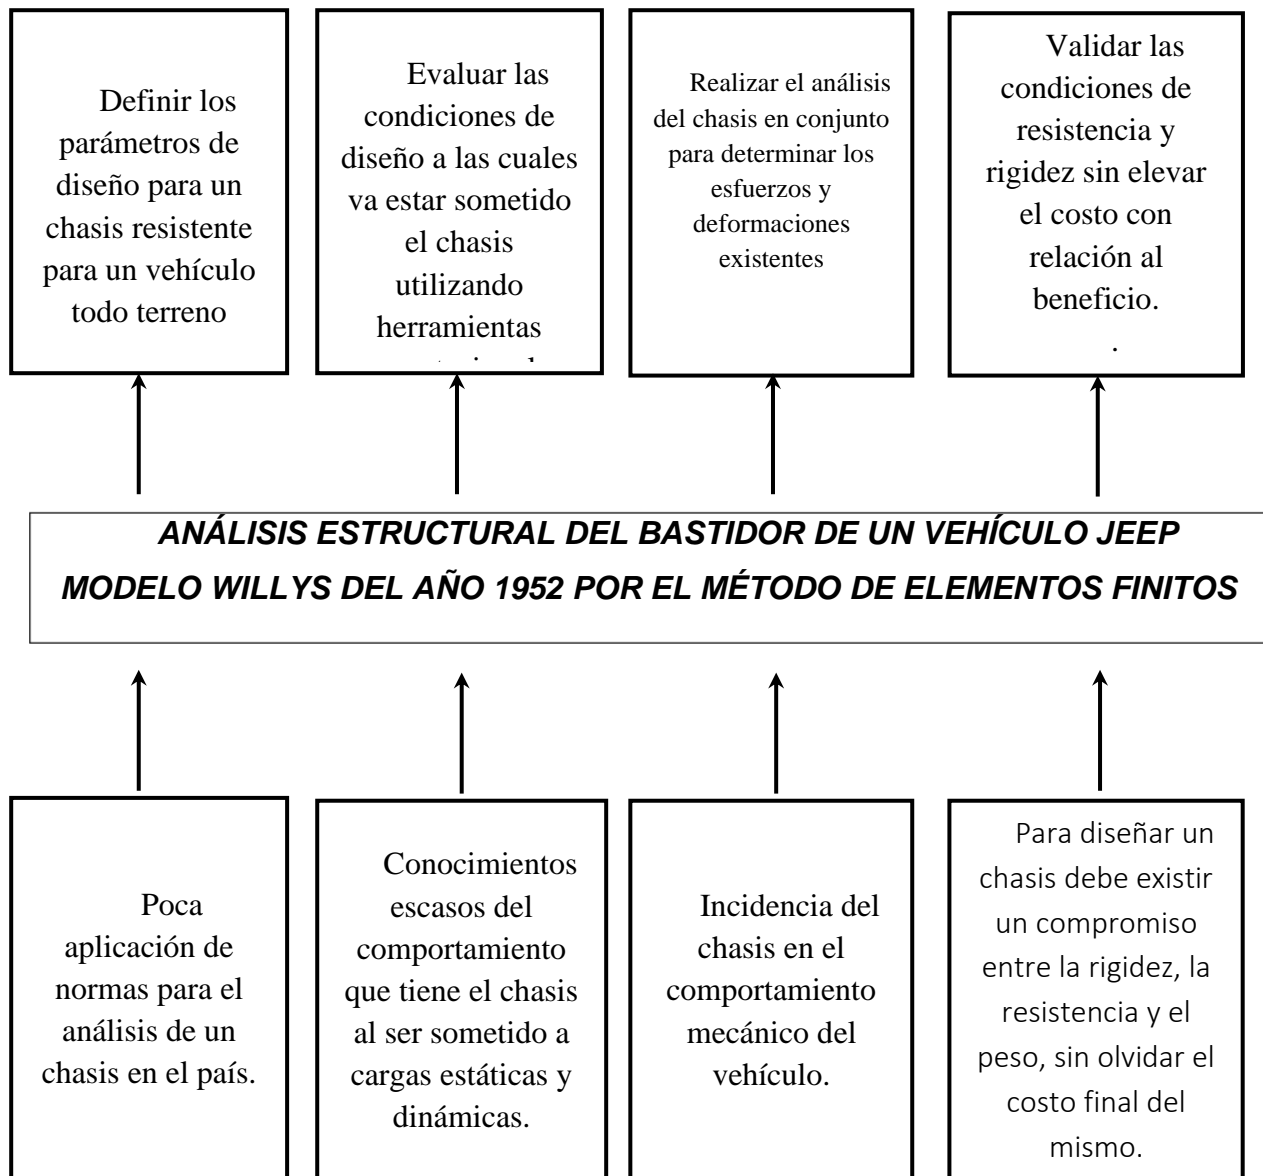 Definir los
parámetros de
diseño para un
chasis resistente
para un vehículo
todo terreno
Evaluar las
condiciones de
diseño a las cuales
va estar sometido
el chasis
utilizando
herramientas
Realizar el análisis
del chasis en conjunto
para determinar los
esfuerzos y
deformaciones
existentes
Validar las
condiciones de
resistencia y
rigidez sin elevar
el costo con
relación al
beneficio.
.
ANÁLISIS ESTRUCTURAL DEL BASTIDOR DE UN VEHÍCULO JEEP
MODELO WILLYS DEL AÑO 1952 POR EL MÉTODO DE ELEMENTOS FINITOS
Poca
aplicación de
normas para el
análisis de un
chasis en el país.
Conocimientos
escasos del
comportamiento
que tiene el chasis
al ser sometido a
cargas estáticas y
dinámicas.
Incidencia del
chasis en el
comportamiento
mecánico del
vehículo.
Para diseñar un
chasis debe existir
un compromiso
entre la rigidez, la
resistencia y el
peso, sin olvidar el
costo final del
mismo.